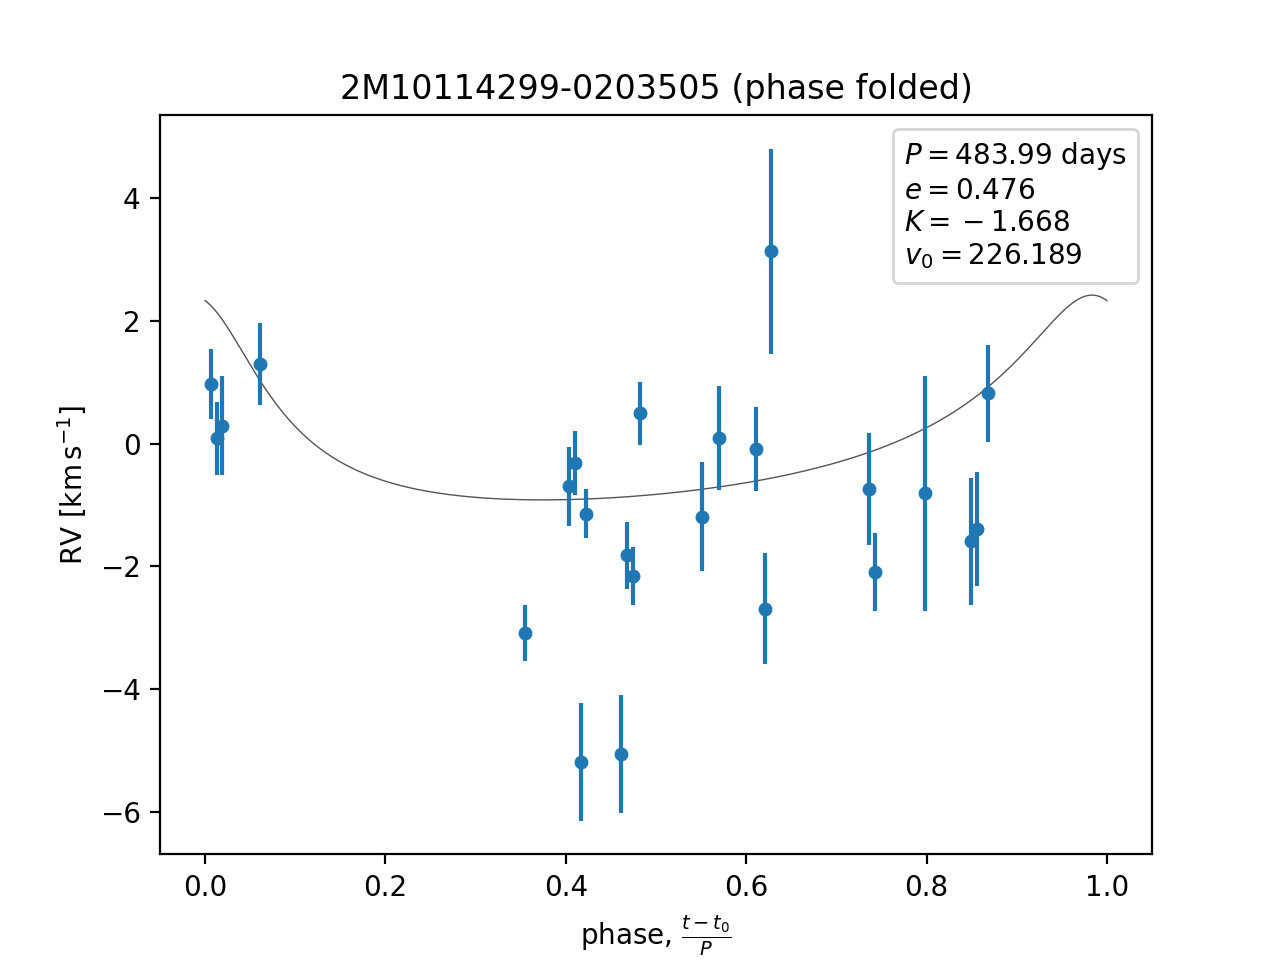 2M10114299-0203505 (phase folded)
P = 483.99 days
e = 0.476
K = − 1.668
v₀ = 226.189
RV [km s⁻¹]
4
2
0
−2
−4
−6
0.0 0.2 0.4 0.6 0.8 1.0
phase, (t − t₀)/P